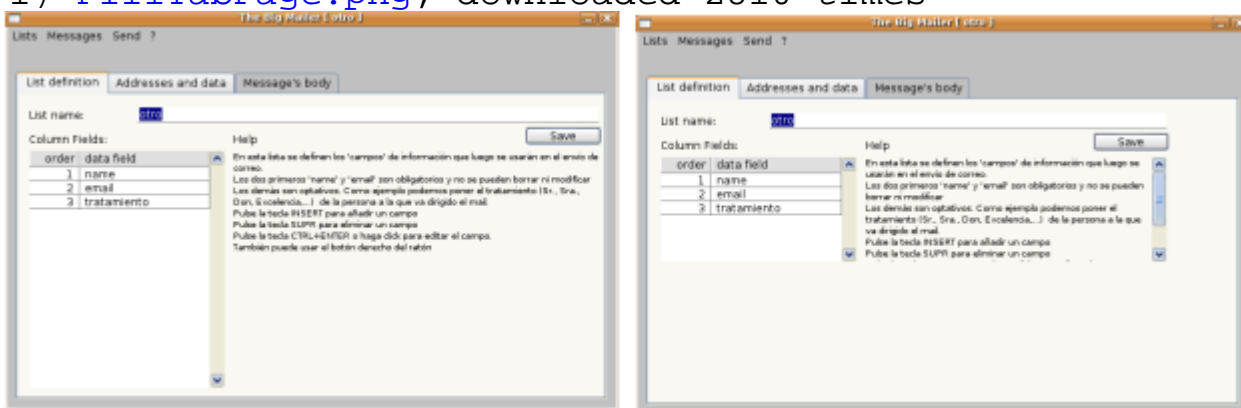 1) FillTabPage.png, downloaded 2010 times
The Big Mailer [ otro ]
Lists Messages Send ?
List definition Addresses and data Message's body
List name: otro
Column Fields: Help Save
order data field
1 name
2 email
3 tratamiento
En esta lista se definen los 'campos' de información que luego se usarán en el envio de
correo.
Los dos primeros 'name' y 'email' son obligatorios y no se pueden borrar ni modificar
Los demás son optativos. Como ejemplo podemos poner el tratamiento (Sr., Sra.,
Don, Excelencia,...) de la persona a la que va dirigido el mail.
Pulse la tecla INSERT para añadir un campo
Pulse la tecla SUPR para eliminar un campo
Pulse la tecla CTRL+ENTER o haga click para editar el campo.
También puede usar el botón derecho del ratón
The Big Mailer [ otro ]
Lists Messages Send ?
List definition Addresses and data Message's body
List name: otro
Column Fields: Help Save
order data field
1 name
2 email
3 tratamiento
En esta lista se definen los 'campos' de información que luego se
usarán en el envio de correo.
Los dos primeros 'name' y 'email' son obligatorios y no se pueden
borrar ni modificar
Los demás son optativos. Como ejemplo podemos poner el
tratamiento (Sr., Sra., Don, Excelencia,...) de la persona a la que
va dirigido el mail.
Pulse la tecla INSERT para añadir un campo
Pulse la tecla SUPR para eliminar un campo